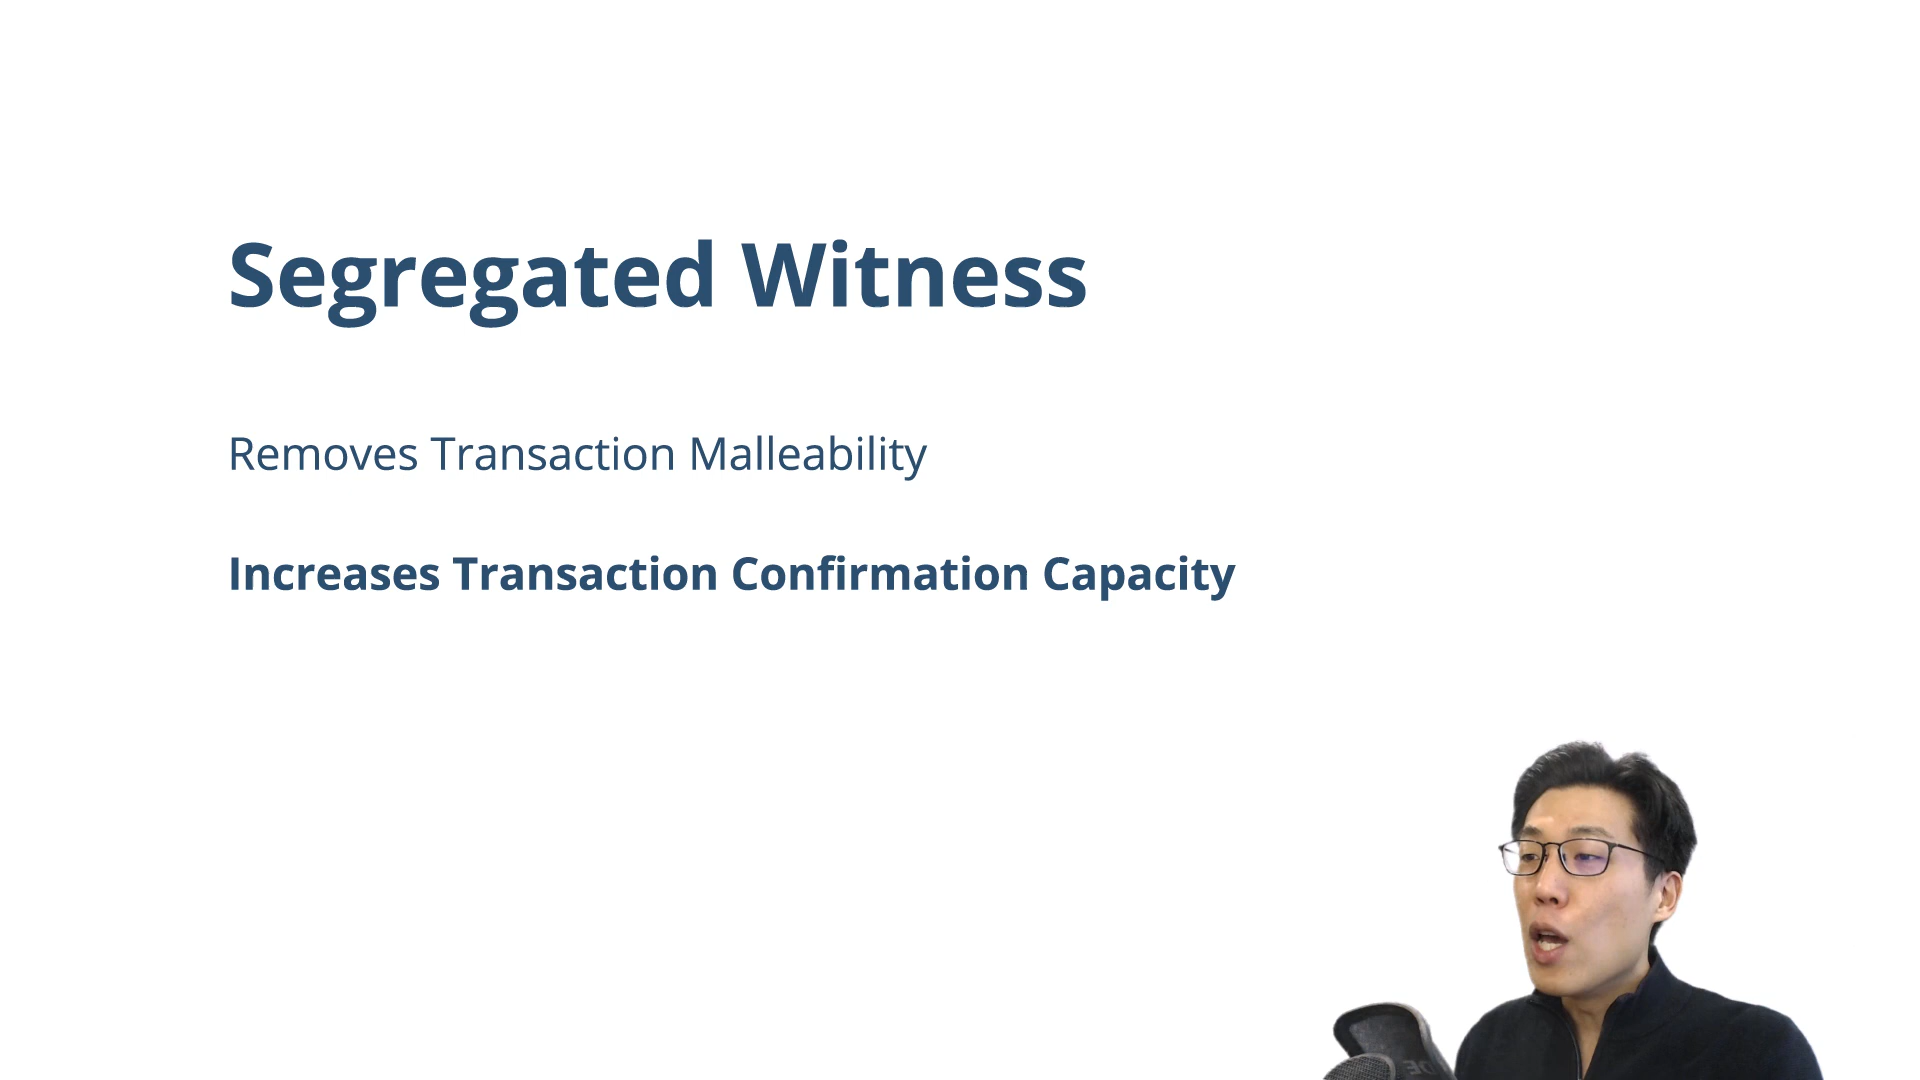 Segregated Witness
Removes Transaction Malleability
Increases Transaction Confirmation Capacity